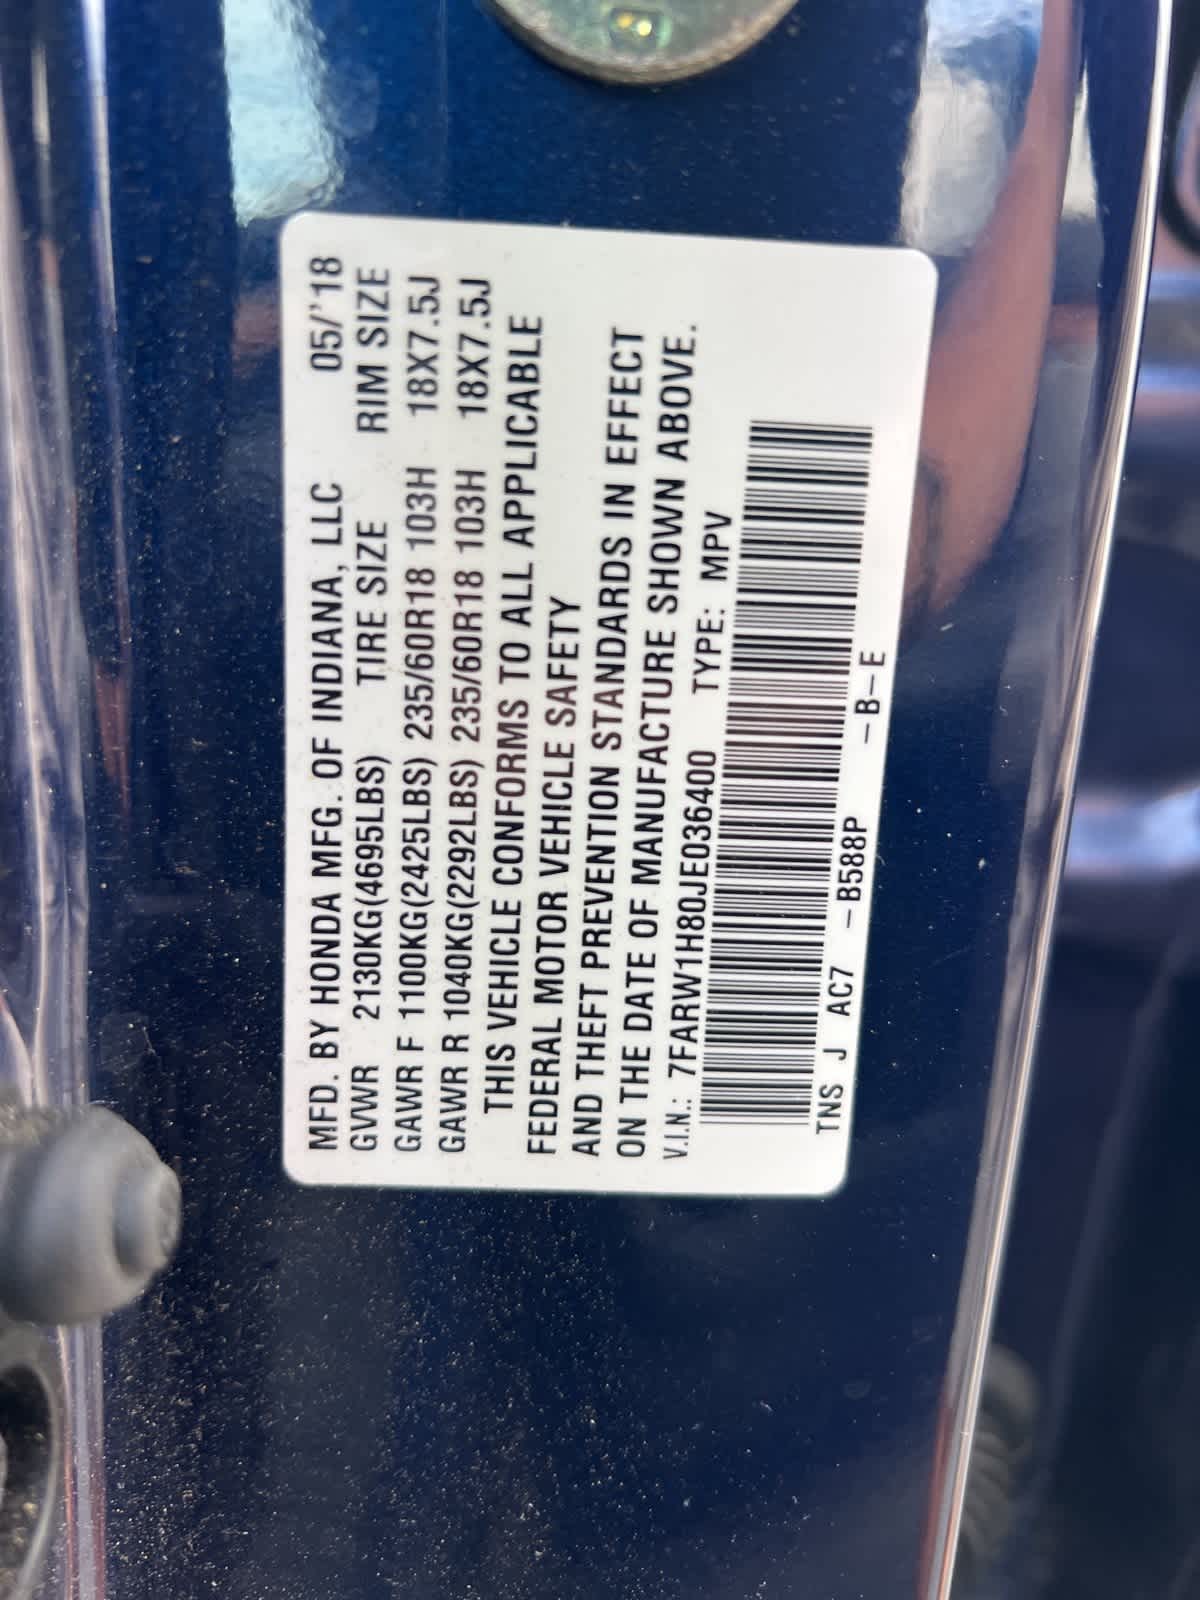 MFD. BY HONDA MFG. OF INDIANA, LLC 05/'18
GVWR 2130KG(4695LBS) TIRE SIZE RIM SIZE
GAWR F 1100KG(2425LBS) 235/60R18 103H 18X7.5J
GAWR R 1040KG(2292LBS) 235/60R18 103H 18X7.5J
THIS VEHICLE CONFORMS TO ALL APPLICABLE
FEDERAL MOTOR VEHICLE SAFETY
AND THEFT PREVENTION STANDARDS IN EFFECT
ON THE DATE OF MANUFACTURE SHOWN ABOVE.
V.I.N.: 7FARW1H80JE036400 TYPE: MPV
TNS J AC7 –B588P –B–E